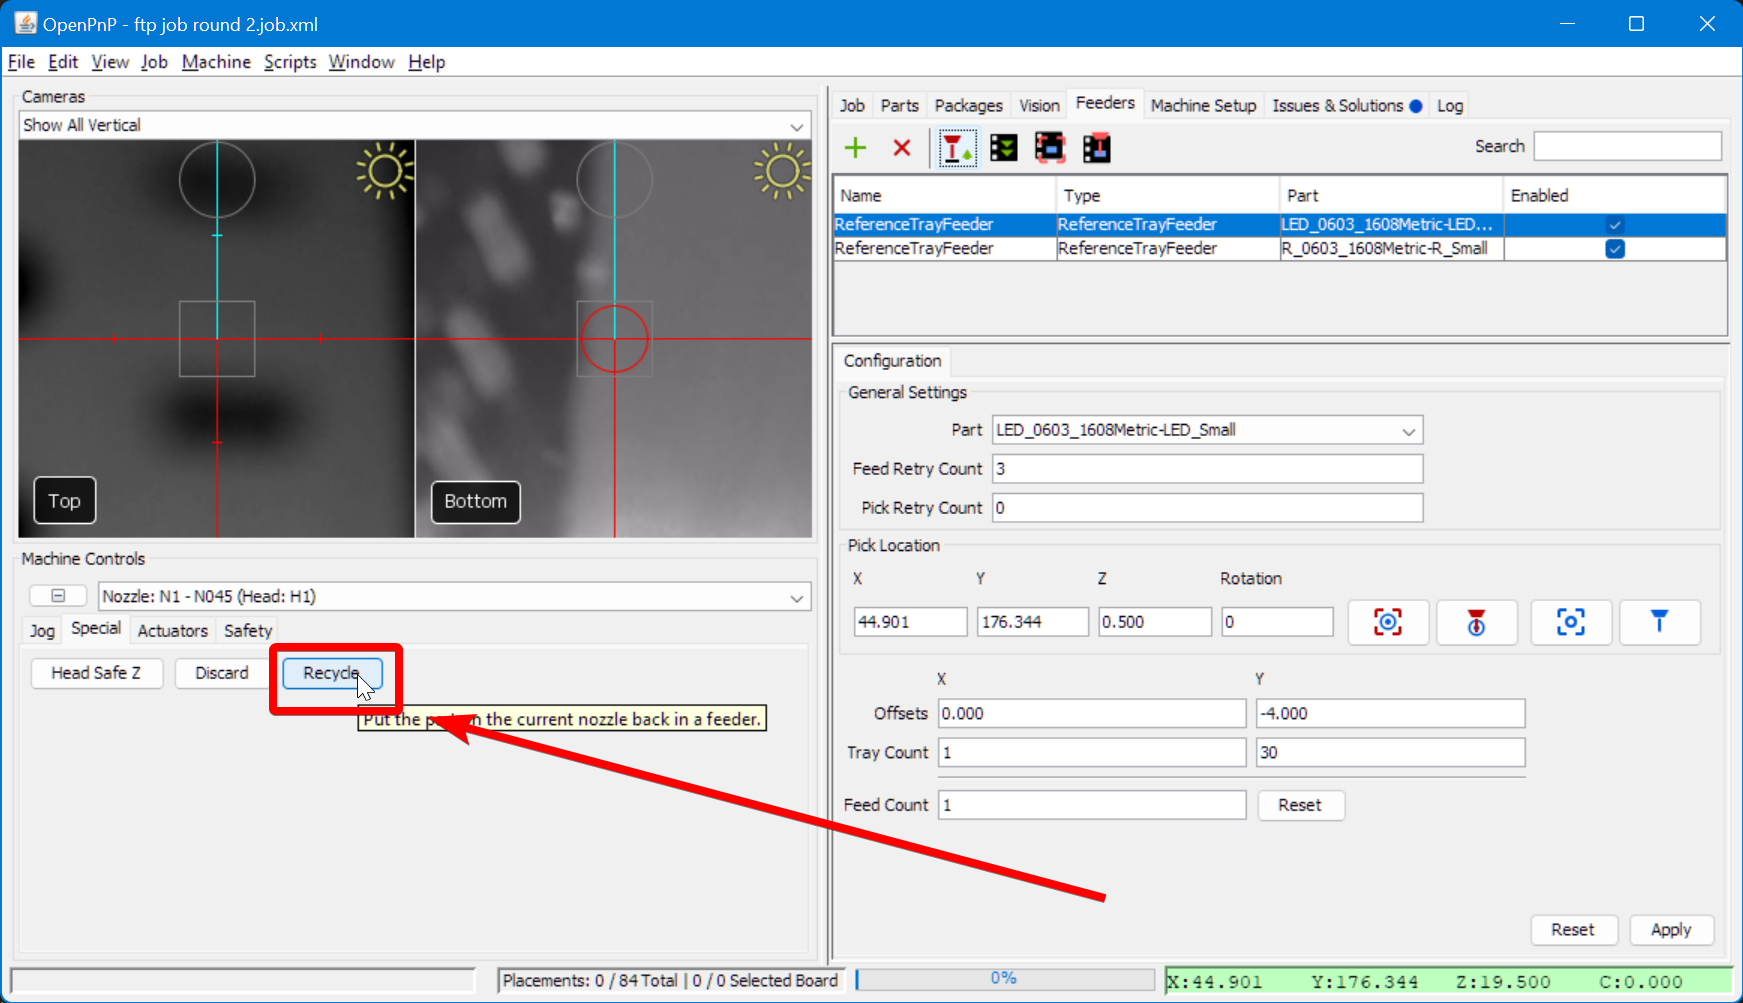 OpenPnP - ftp job round 2.job.xml
File Edit View Job Machine Scripts Window Help
Cameras
Show All Vertical
Top
Bottom
Machine Controls
Nozzle: N1 - N045 (Head: H1)
Jog Special Actuators Safety
Head Safe Z Discard Recycle
Put the part on the current nozzle back in a feeder.
Job Parts Packages Vision Feeders Machine Setup Issues & Solutions Log
Search
Name Type Part Enabled
ReferenceTrayFeeder ReferenceTrayFeeder LED_0603_1608Metric-LED...
ReferenceTrayFeeder ReferenceTrayFeeder R_0603_1608Metric-R_Small
Configuration
General Settings
Part LED_0603_1608Metric-LED_Small
Feed Retry Count 3
Pick Retry Count 0
Pick Location
X Y Z Rotation
44.901 176.344 0.500 0
X Y
Offsets 0.000 -4.000
Tray Count 1 30
Feed Count 1 Reset
Reset Apply
Placements: 0 / 84 Total | 0 / 0 Selected Board 0% X:44.901 Y:176.344 Z:19.500 C:0.000